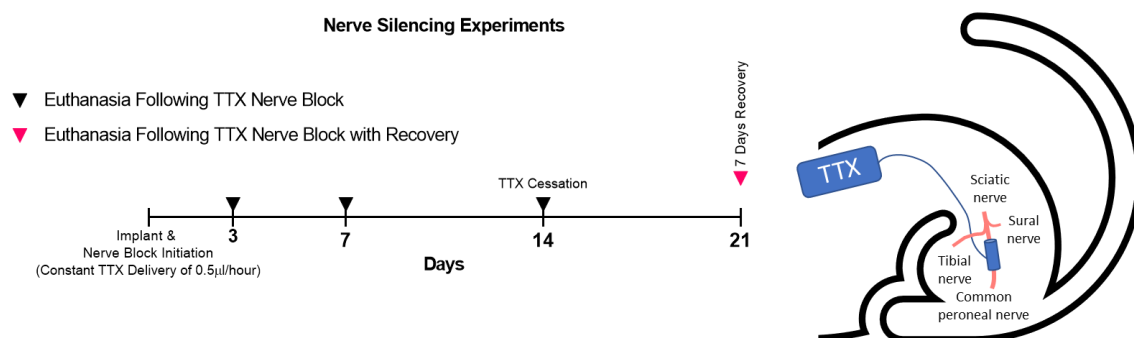 Nerve Silencing Experiments
Euthanasia Following TTX Nerve Block
Euthanasia Following TTX Nerve Block with Recovery
7 Days Recovery
TTX Cessation
Implant &
Nerve Block Initiation
(Constant TTX Delivery of 0.5µl/hour)
3
7
14
21
Days
TTX
Sciatic
nerve
Sural
nerve
Tibial
nerve
Common
peroneal nerve